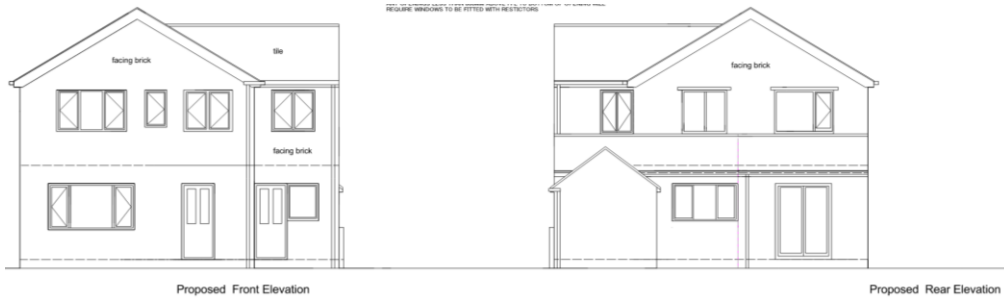 REQUIRE WINDOWS TO BE FITTED WITH RESTICTORS
facing brick
tile
facing brick
facing brick
Proposed Front Elevation
Proposed Rear Elevation